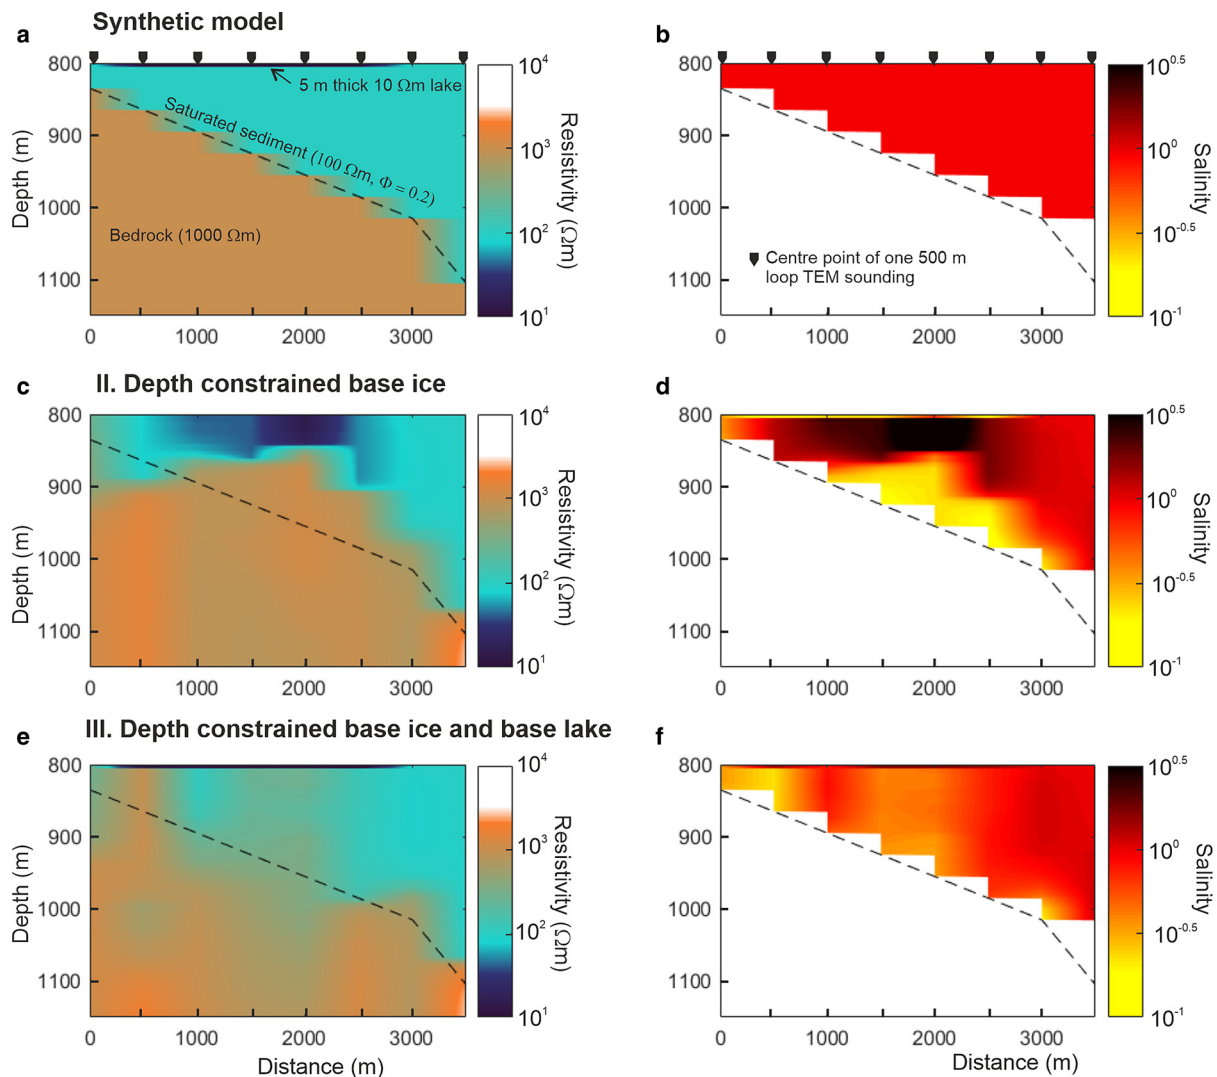 Synthetic model
a
800
900
1000
1100
Depth (m)
5 m thick 10 Ωm lake
Saturated sediment (100 Ωm, Φ = 0.2)
Bedrock (1000 Ωm)
0
1000
2000
3000
10⁴
10³
10²
10¹
Resistivity (Ωm)
b
800
900
1000
1100
Centre point of one 500 m
loop TEM sounding
0
1000
2000
3000
10^0.5
10^0
10^-0.5
10^-1
Salinity
II. Depth constrained base ice
c
800
900
1000
1100
Depth (m)
0
1000
2000
3000
10⁴
10³
10²
10¹
Resistivity (Ωm)
d
800
900
1000
1100
0
1000
2000
3000
10^0.5
10^0
10^-0.5
10^-1
Salinity
III. Depth constrained base ice and base lake
e
800
900
1000
1100
Depth (m)
0
1000
2000
3000
Distance (m)
10⁴
10³
10²
10¹
Resistivity (Ωm)
f
800
900
1000
1100
0
1000
2000
3000
Distance (m)
10^0.5
10^0
10^-0.5
10^-1
Salinity